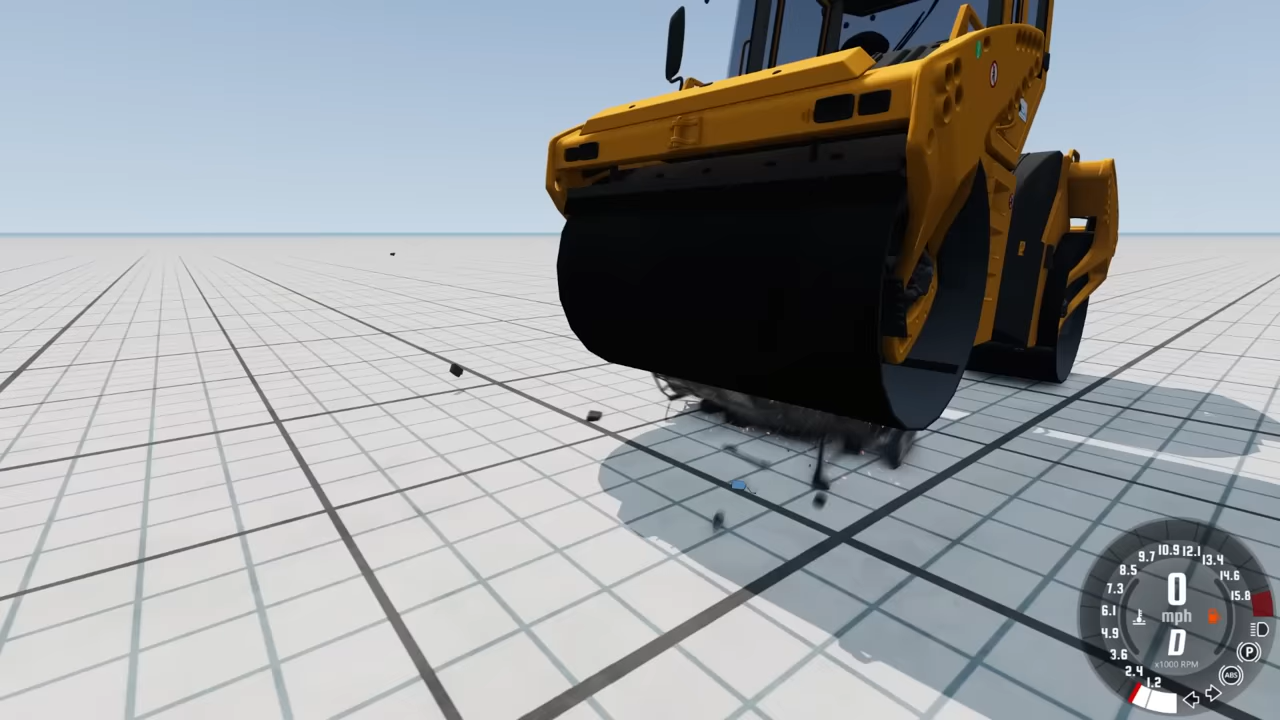 9.7 10.9 12.1
8.5 13.4
7.3 14.6
6.1 0 15.8
mph
4.9 D
3.6 x1000 RPM P
2.4 1.2 ABS